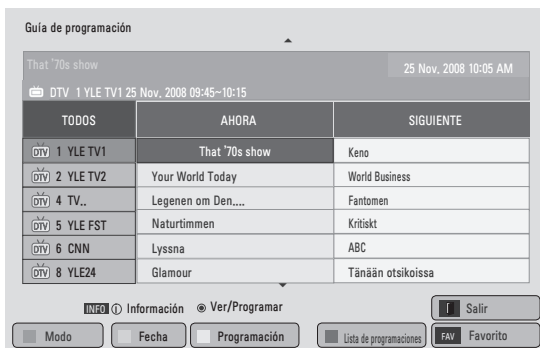 Guía de programación
That '70s show 25 Nov. 2008 10:05 AM
DTV 1 YLE TV1 25 Nov. 2008 09:45~10:15
TODOS AHORA SIGUIENTE
DTV 1 YLE TV1 That '70s show Keno
DTV 2 YLE TV2 Your World Today World Business
DTV 4 TV.. Legenen om Den.... Fantomen
DTV 5 YLE FST Naturtimmen Kritiskt
DTV 6 CNN Lyssna ABC
DTV 8 YLE24 Glamour Tänään otsikoissa
INFO i Información Ver/Programar Salir
Modo Fecha Programación Lista de programaciones FAV Favorito